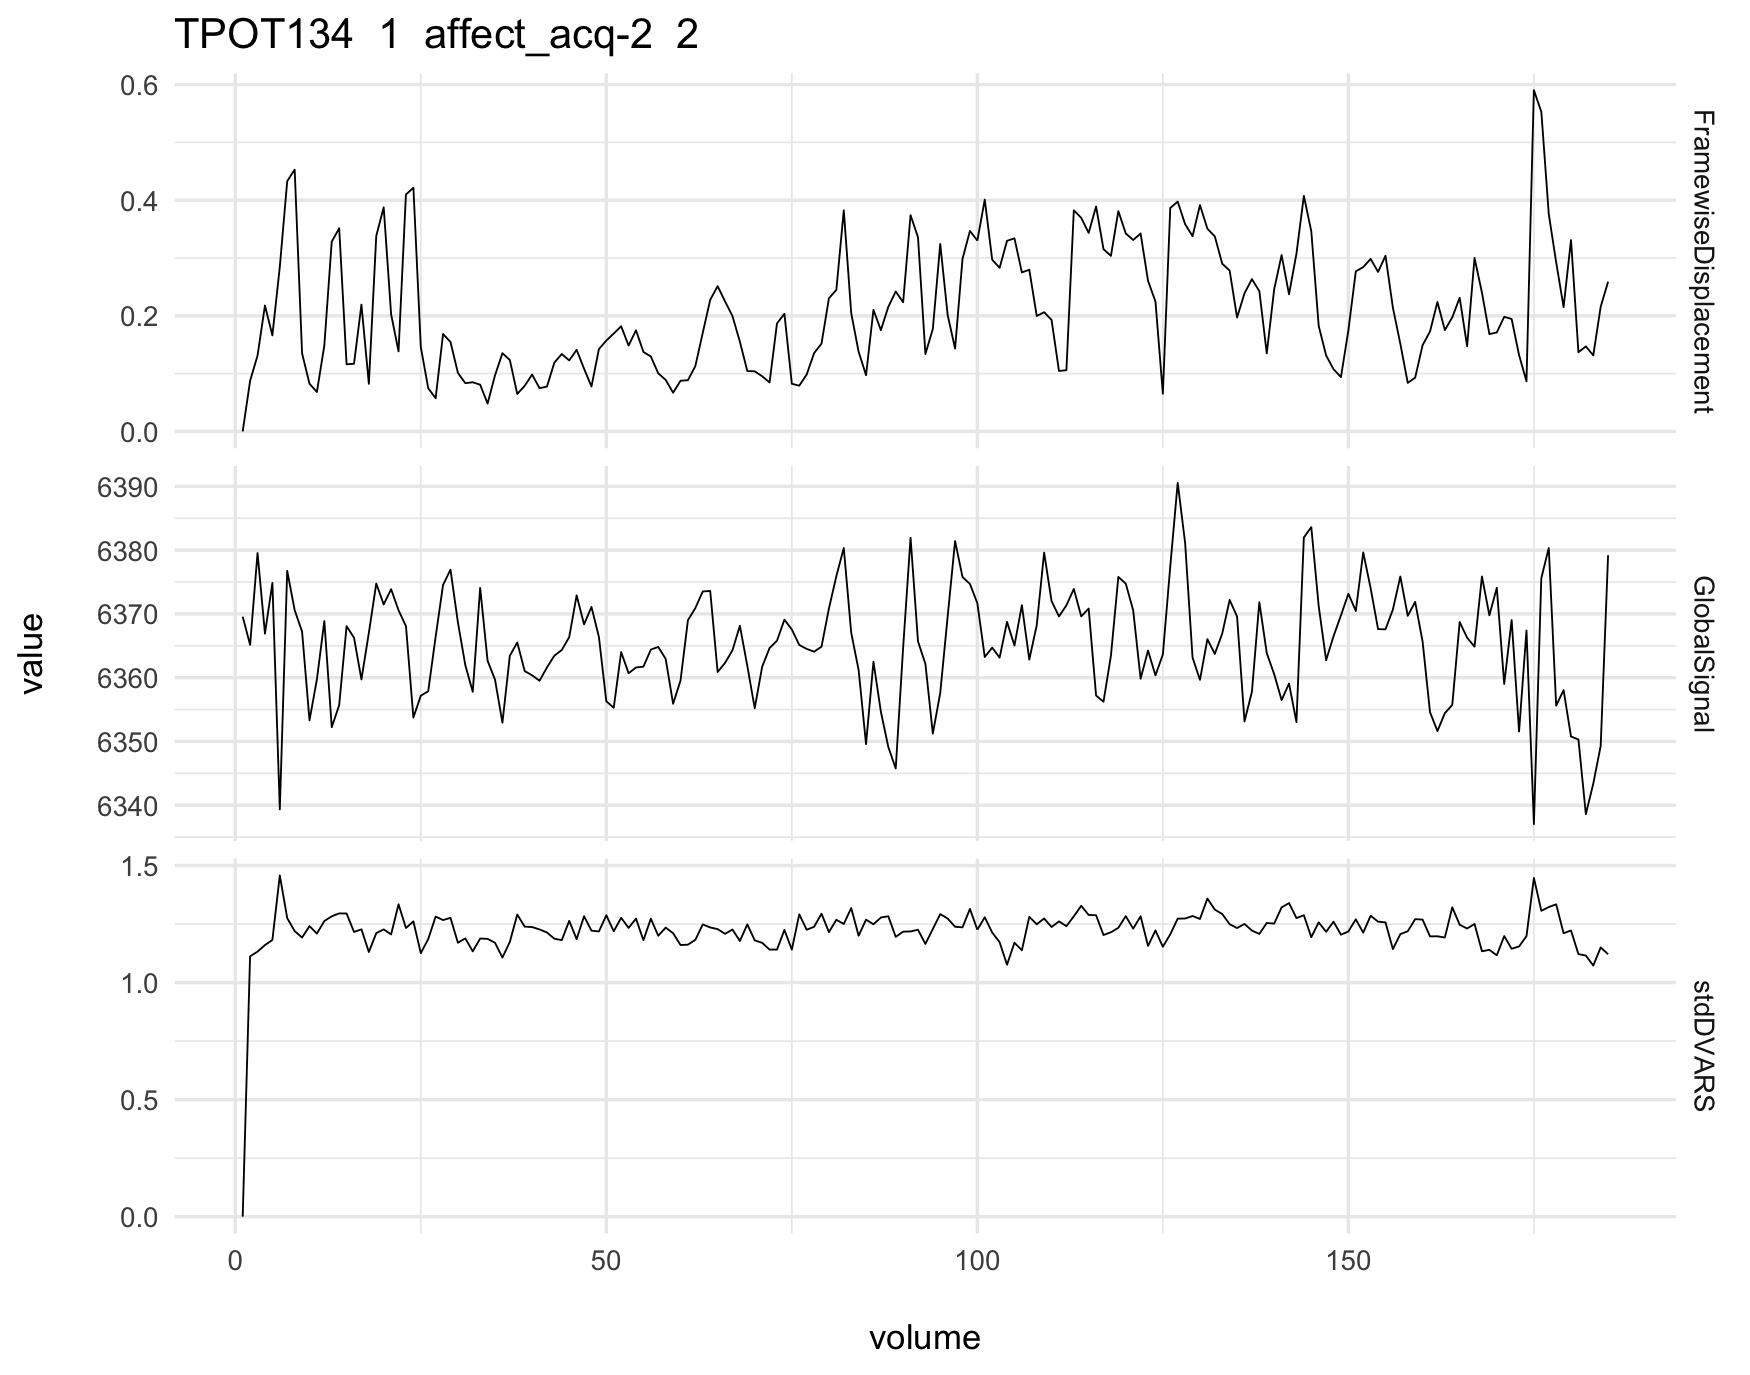 TPOT134  1  affect_acq-2  2
0.6
0.4
0.2
0.0
FramewiseDisplacement
6390
6380
6370
6360
6350
6340
GlobalSignal
value
1.5
1.0
0.5
0.0
stdDVARS
0 50 100 150
volume